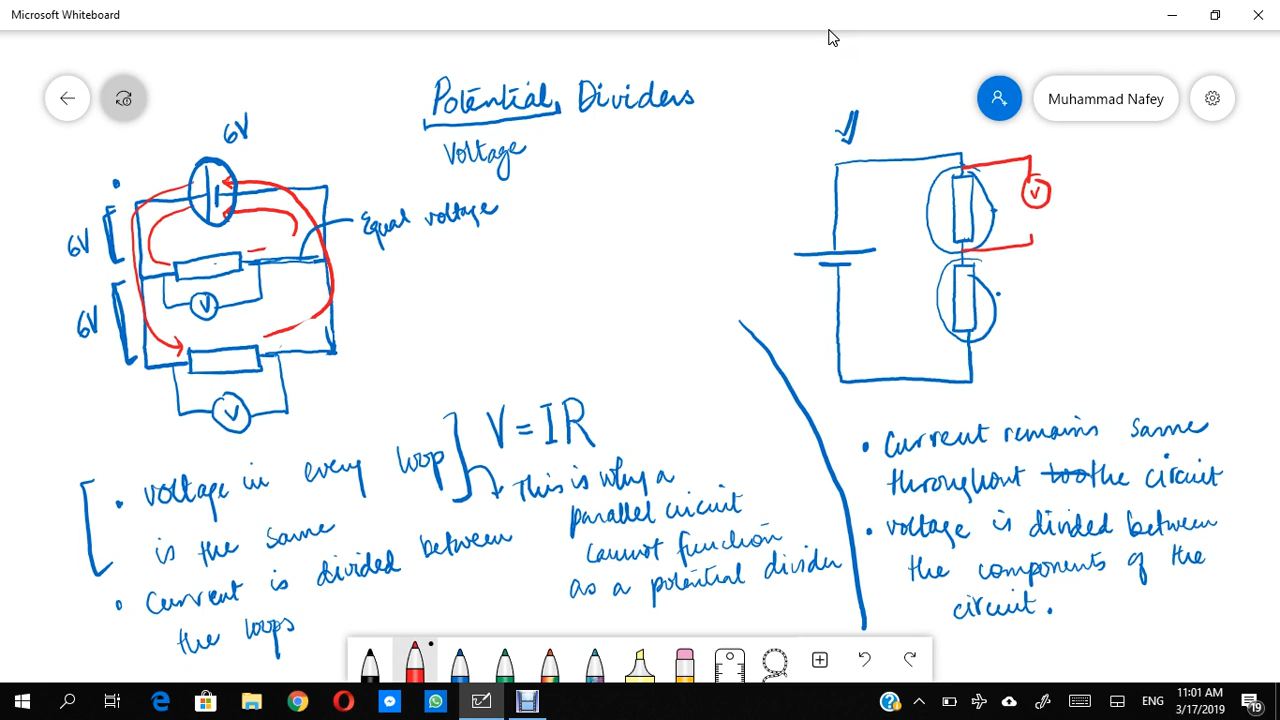 Microsoft Whiteboard
Muhammad Nafey
Potential Dividers
Voltage
6V
6V
6V
V
V
Equal voltage
V
V = IR
• voltage in every loop
is the same
• Current is divided between
the loops
This is why a
parallel circuit
cannot function
as a potential divider
• Current remains same
throughout the circuit
• voltage is divided between
the components of the
circuit.
ENG
11:01 AM
3/17/2019
19